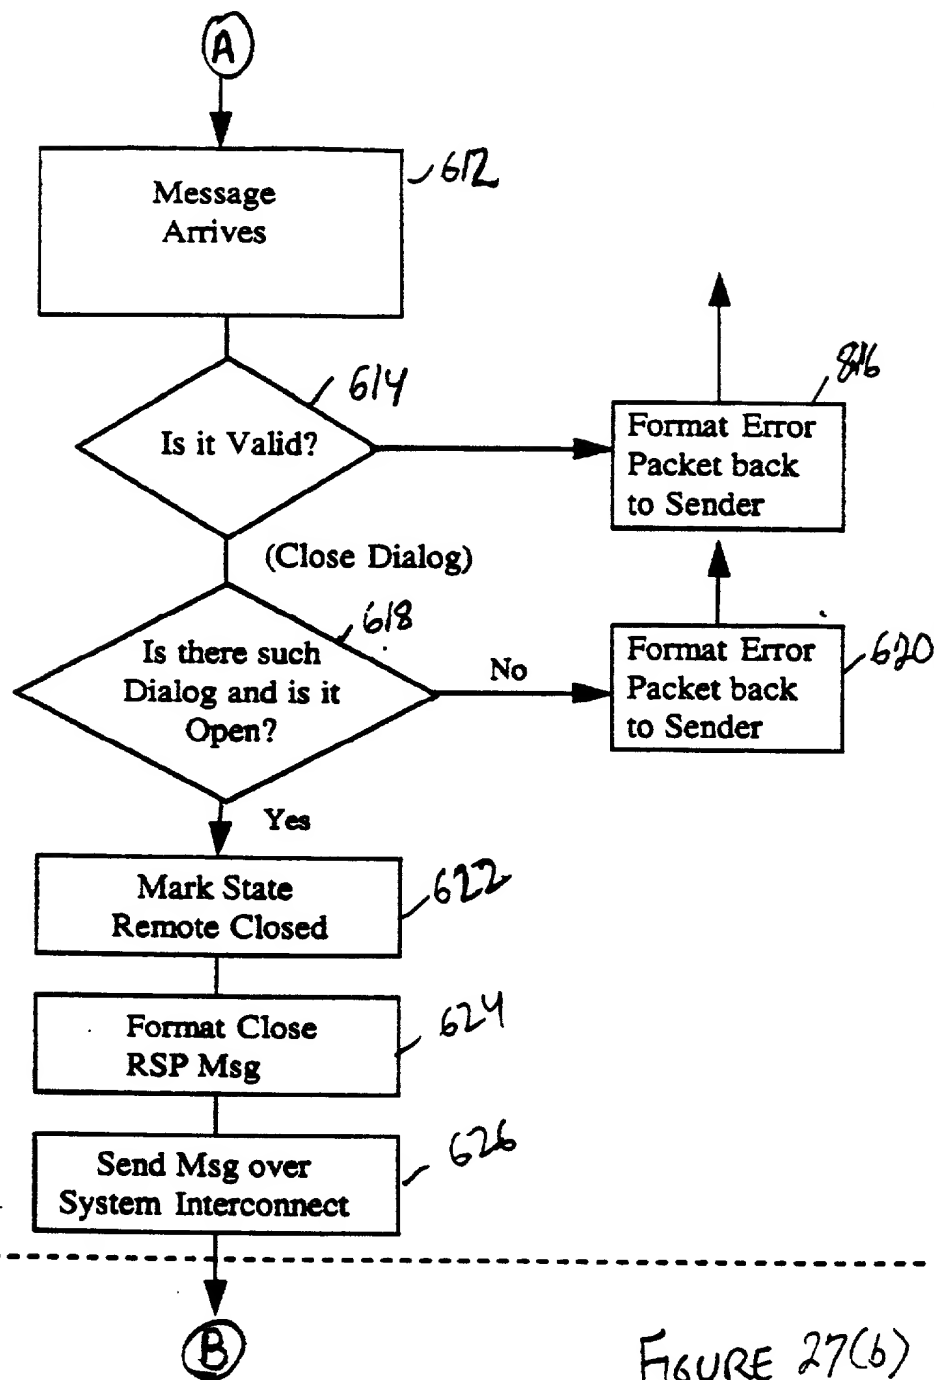 A
Message
Arrives
612
Is it Valid?
614
Format Error
Packet back
to Sender
816
(Close Dialog)
Is there such
Dialog and is it
Open?
618
No
Format Error
Packet back
to Sender
620
Yes
Mark State
Remote Closed
622
Format Close
RSP Msg
624
Send Msg over
System Interconnect
626
B
FIGURE 27(b)